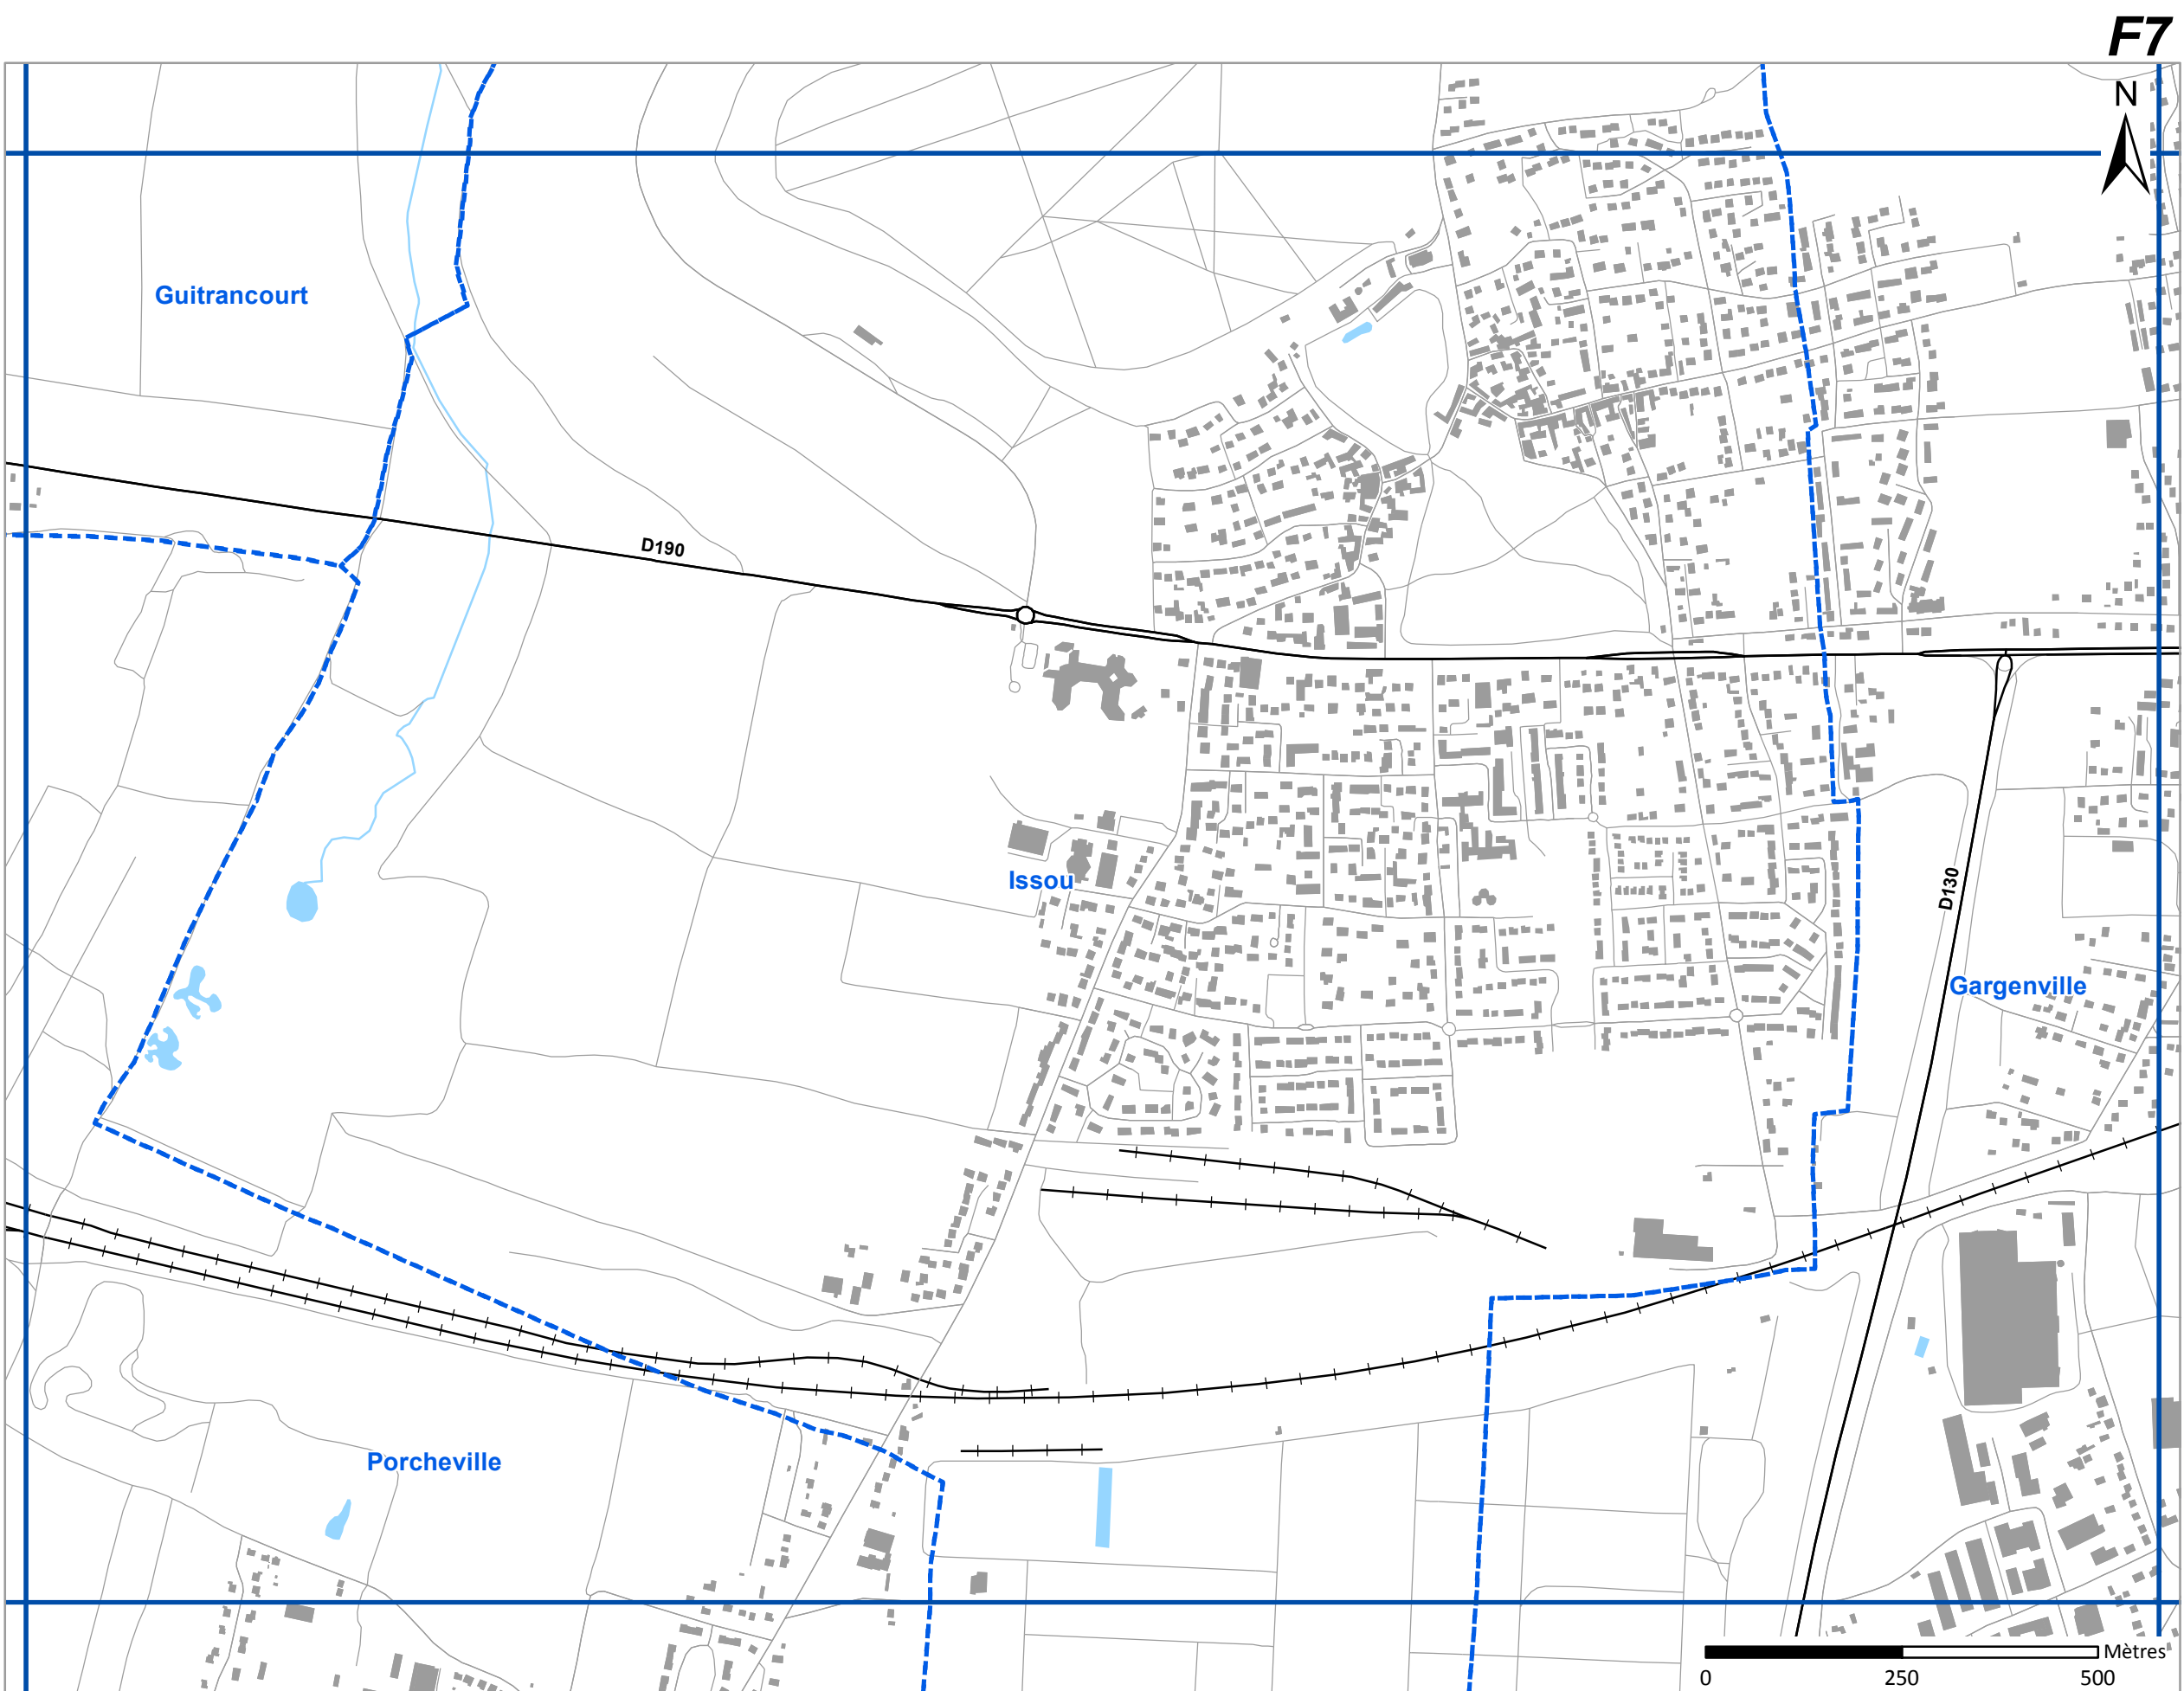 F7
N
Guitrancourt
D190
Issou
D130
Gargenville
Porcheville
Mètres
0 250 500